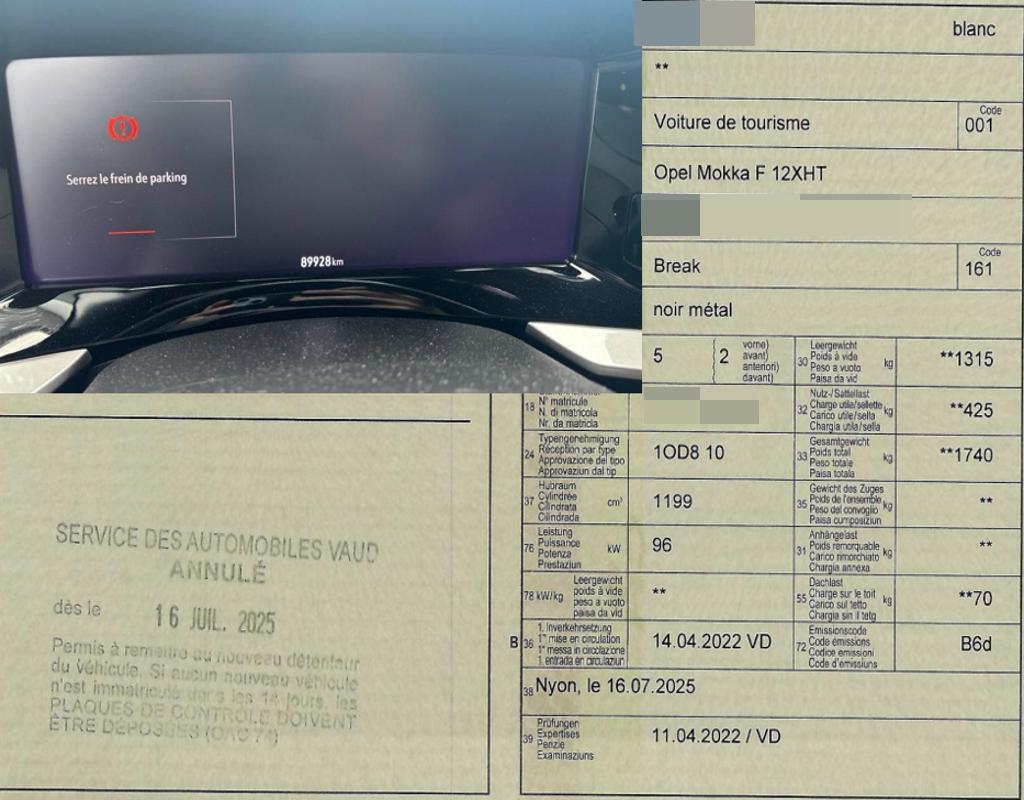 Serrez le frein de parking
89928km
blanc
**
Voiture de tourisme
Code
001
Opel Mokka F 12XHT
Break
Code
161
noir métal
5
2
vorne)
avant)
anteriori)
davant)
30
Leergewicht
Poids à vide
Peso a vuoto
Paisa da vid
kg
**1315
18
N° matricule
N. di matricola
Nr. da matricla
32
Nutz-/Sattellast
Charge utile/sellette
Carico utile/sella
Chargia utila/sella
kg
**425
24
Typengenehmigung
Réception par type
Approvazione del tipo
Approvaziun dal tip
1OD8 10
33
Gesamtgewicht
Poids total
Peso totale
Paisa totala
kg
**1740
37
Hubraum
Cylindrée
Cilindrata
Cilindrada
cm³
1199
35
Gewicht des Zuges
Poids de l'ensemble
Peso del convoglio
Paisa cumposiziun
kg
**
76
Leistung
Puissance
Potenza
Prestaziun
kW
96
31
Anhängelast
Poids remorquable
Carico rimorchiato
Chargia annexa
kg
**
78 kW/kg
Leergewicht
poids à vide
peso a vuoto
paisa da vid
**
55
Dachlast
Charge sur le toit
Carico sul tetto
Chargia sin il tetg
kg
**70
B
36
1. Inverkehrsetzung
1re mise en circulation
1a messa in circolazione
1. entrada en circulaziun
14.04.2022 VD
72
Emissionscode
Code émissions
Codice emissioni
Code d'emissiuns
B6d
38 Nyon, le 16.07.2025
39
Prüfungen
Expertises
Perizie
Examinaziuns
11.04.2022 / VD
SERVICE DES AUTOMOBILES VAUD
ANNULÉ
dès le 16 JUIL. 2025
Permis à remettre au nouveau détenteur
du véhicule. Si aucun nouveau véhicule
n'est immatriculé dans les 14 jours, les
PLAQUES DE CONTRÔLE DOIVENT
ÊTRE DÉPOSÉES (OAC 74)